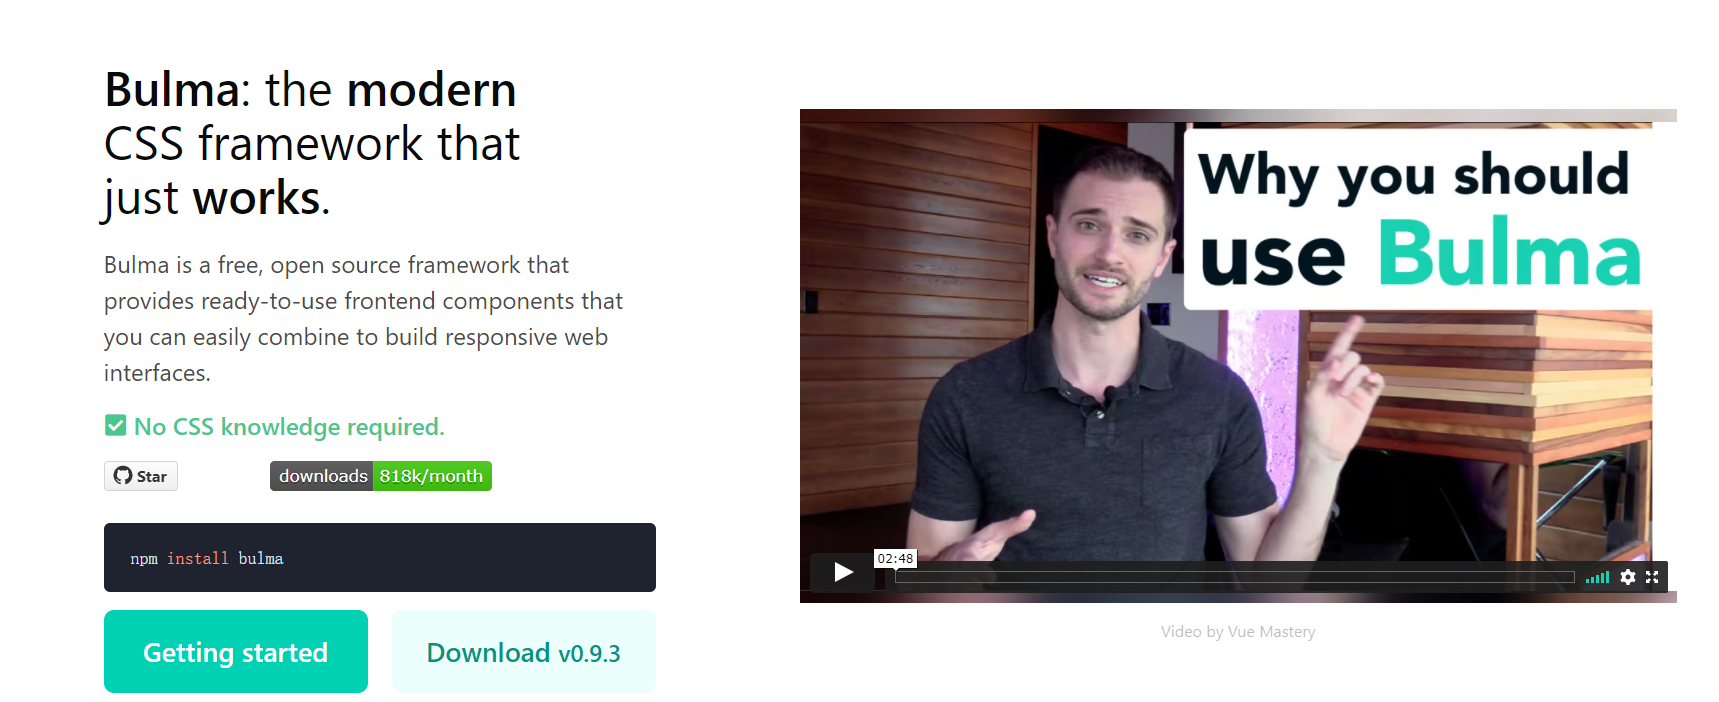 Bulma: the modern
CSS framework that
just works.
Bulma is a free, open source framework that
provides ready-to-use frontend components that
you can easily combine to build responsive web
interfaces.
No CSS knowledge required.
Star
downloads 818k/month
npm install bulma
Getting started
Download v0.9.3
Why you should
use Bulma
02:48
Video by Vue Mastery